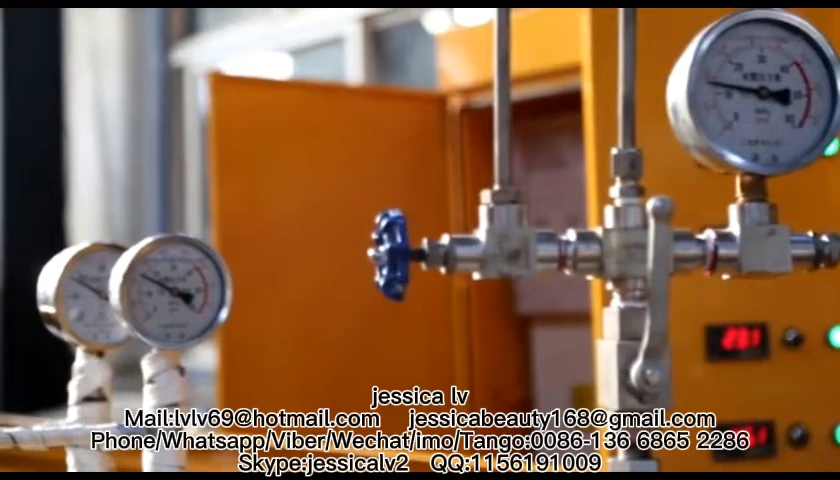 jessica lv
Mail:lvlv69@hotmail.com jessicabeauty168@gmail.com
Phone/Whatsapp/Viber/Wechat/imo/Tango:0086-136 6865 2286
Skype:jessicalv2 QQ:1156191009